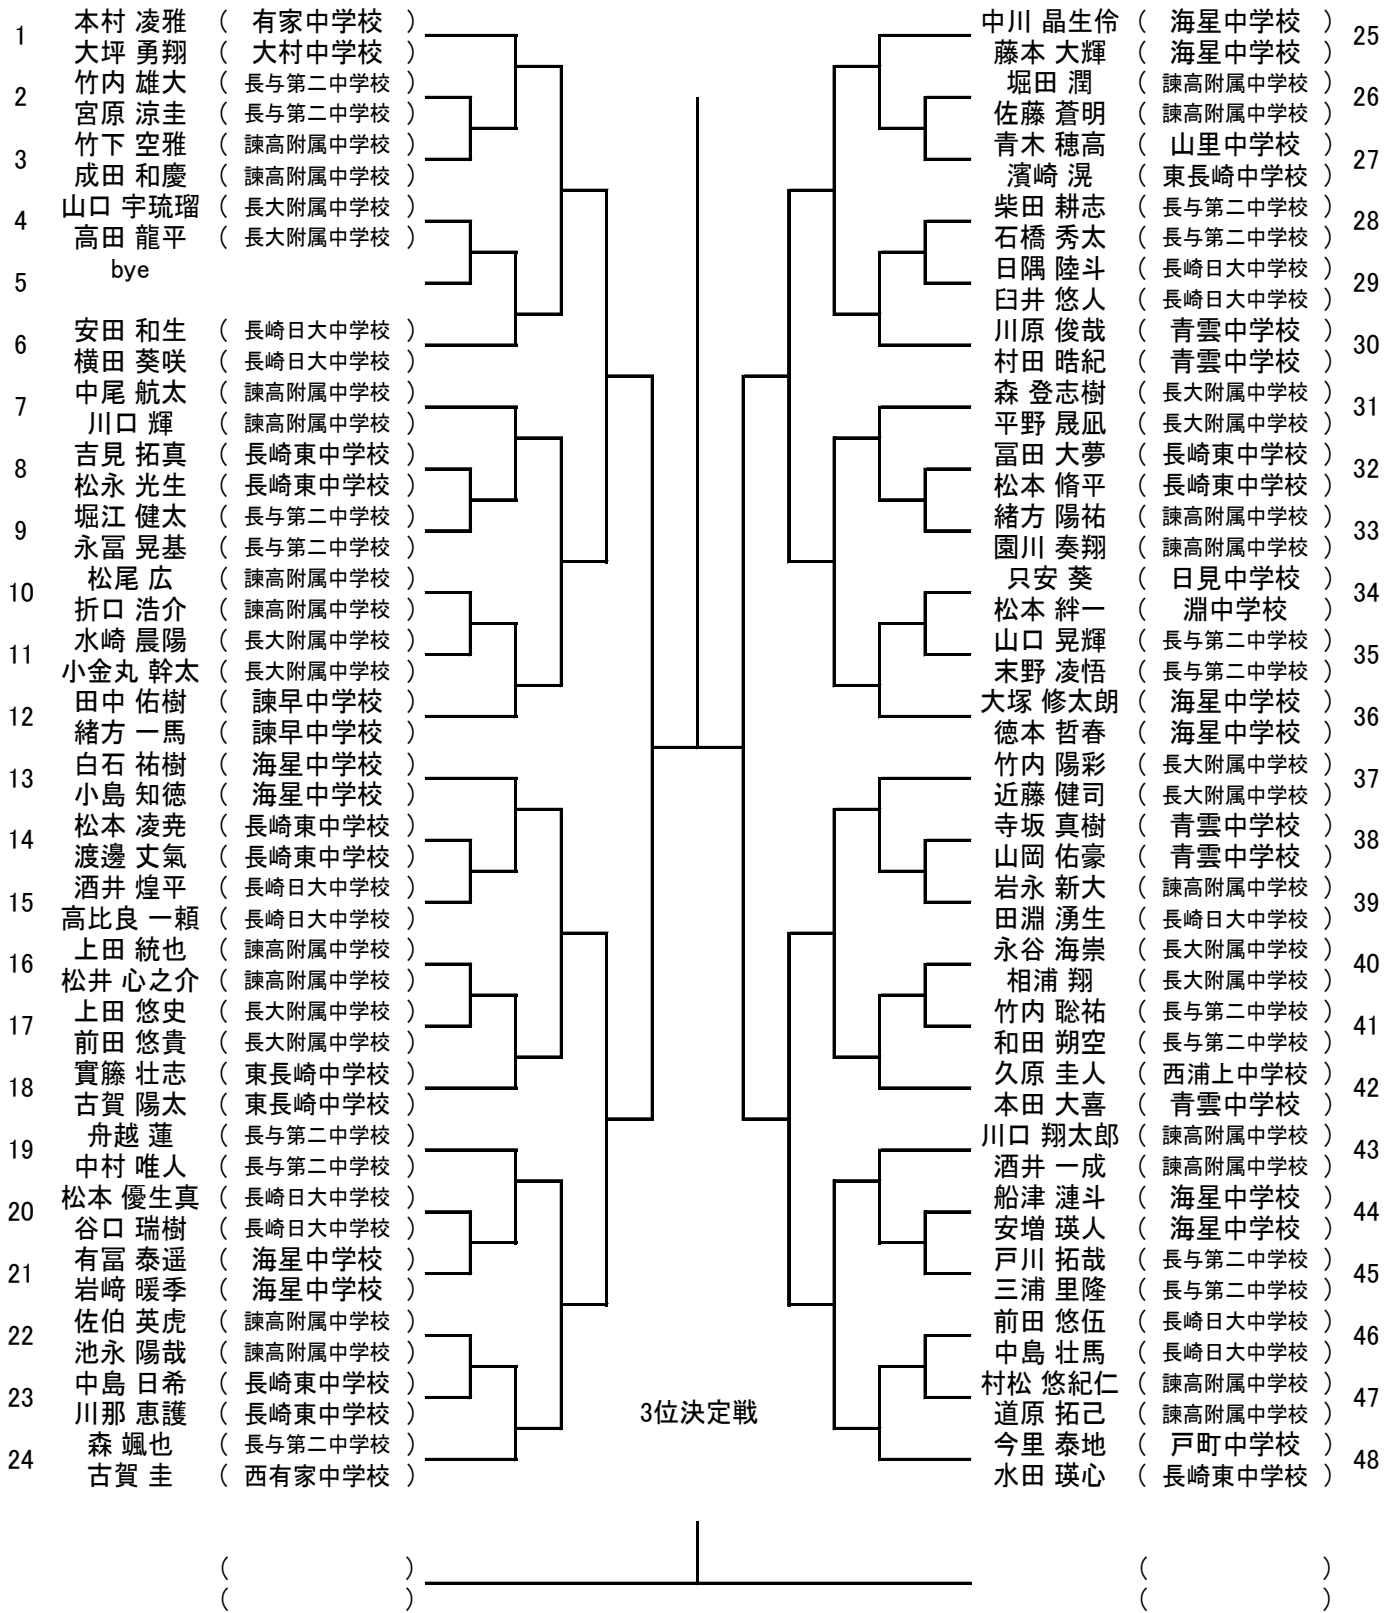 1 本村 凌雅 ( 有家中学校 )
大坪 勇翔 ( 大村中学校 )
2 竹内 雄大 ( 長与第二中学校 )
宮原 涼圭 ( 長与第二中学校 )
3 竹下 空雅 ( 諫高附属中学校 )
成田 和慶 ( 諫高附属中学校 )
4 山口 宇琉瑠 ( 長大附属中学校 )
高田 龍平 ( 長大附属中学校 )
5 bye
6 安田 和生 ( 長崎日大中学校 )
横田 葵咲 ( 長崎日大中学校 )
7 中尾 航太 ( 諫高附属中学校 )
川口 輝 ( 諫高附属中学校 )
8 吉見 拓真 ( 長崎東中学校 )
松永 光生 ( 長崎東中学校 )
9 堀江 健太 ( 長与第二中学校 )
永冨 晃基 ( 長与第二中学校 )
10 松尾 広 ( 諫高附属中学校 )
折口 浩介 ( 諫高附属中学校 )
11 水崎 晨陽 ( 長大附属中学校 )
小金丸 幹太 ( 長大附属中学校 )
12 田中 佑樹 ( 諫早中学校 )
緒方 一馬 ( 諫早中学校 )
13 白石 祐樹 ( 海星中学校 )
小島 知徳 ( 海星中学校 )
14 松本 凌尭 ( 長崎東中学校 )
渡邊 丈氣 ( 長崎東中学校 )
15 酒井 煌平 ( 長崎日大中学校 )
高比良 一頼 ( 長崎日大中学校 )
16 上田 統也 ( 諫高附属中学校 )
松井 心之介 ( 諫高附属中学校 )
17 上田 悠史 ( 長大附属中学校 )
前田 悠貴 ( 長大附属中学校 )
18 實藤 壮志 ( 東長崎中学校 )
古賀 陽太 ( 東長崎中学校 )
19 舟越 蓮 ( 長与第二中学校 )
中村 唯人 ( 長与第二中学校 )
20 松本 優生真 ( 長崎日大中学校 )
谷口 瑞樹 ( 長崎日大中学校 )
21 有冨 泰遥 ( 海星中学校 )
岩﨑 暖季 ( 海星中学校 )
22 佐伯 英虎 ( 諫高附属中学校 )
池永 陽哉 ( 諫高附属中学校 )
23 中島 日希 ( 長崎東中学校 )
川那 恵護 ( 長崎東中学校 )
24 森 颯也 ( 長与第二中学校 )
古賀 圭 ( 西有家中学校 )
中川 晶生伶 ( 海星中学校 ) 25
藤本 大輝 ( 海星中学校 )
堀田 潤 ( 諫高附属中学校 ) 26
佐藤 蒼明 ( 諫高附属中学校 )
青木 穂高 ( 山里中学校 ) 27
濱崎 滉 ( 東長崎中学校 )
柴田 耕志 ( 長与第二中学校 ) 28
石橋 秀太 ( 長与第二中学校 )
日隅 陸斗 ( 長崎日大中学校 ) 29
臼井 悠人 ( 長崎日大中学校 )
川原 俊哉 ( 青雲中学校 ) 30
村田 晧紀 ( 青雲中学校 )
森 登志樹 ( 長大附属中学校 ) 31
平野 晟凪 ( 長大附属中学校 )
冨田 大夢 ( 長崎東中学校 ) 32
松本 脩平 ( 長崎東中学校 )
緒方 陽祐 ( 諫高附属中学校 ) 33
園川 奏翔 ( 諫高附属中学校 )
只安 葵 ( 日見中学校 ) 34
松本 絆一 ( 淵中学校 )
山口 晃輝 ( 長与第二中学校 ) 35
末野 凌悟 ( 長与第二中学校 )
大塚 修太朗 ( 海星中学校 ) 36
徳本 哲春 ( 海星中学校 )
竹内 陽彩 ( 長大附属中学校 ) 37
近藤 健司 ( 長大附属中学校 )
寺坂 真樹 ( 青雲中学校 ) 38
山岡 佑豪 ( 青雲中学校 )
岩永 新大 ( 諫高附属中学校 ) 39
田淵 湧生 ( 長崎日大中学校 )
永谷 海崇 ( 長大附属中学校 ) 40
相浦 翔 ( 長大附属中学校 )
竹内 聡祐 ( 長与第二中学校 ) 41
和田 朔空 ( 長与第二中学校 )
久原 圭人 ( 西浦上中学校 ) 42
本田 大喜 ( 青雲中学校 )
川口 翔太郎 ( 諫高附属中学校 ) 43
酒井 一成 ( 諫高附属中学校 )
船津 漣斗 ( 海星中学校 ) 44
安増 瑛人 ( 海星中学校 )
戸川 拓哉 ( 長与第二中学校 ) 45
三浦 里隆 ( 長与第二中学校 )
前田 悠伍 ( 長崎日大中学校 ) 46
中島 壮馬 ( 長崎日大中学校 )
村松 悠紀仁 ( 諫高附属中学校 ) 47
道原 拓己 ( 諫高附属中学校 )
今里 泰地 ( 戸町中学校 ) 48
水田 瑛心 ( 長崎東中学校 )
3位決定戦
( ) ( )
( ) ( )